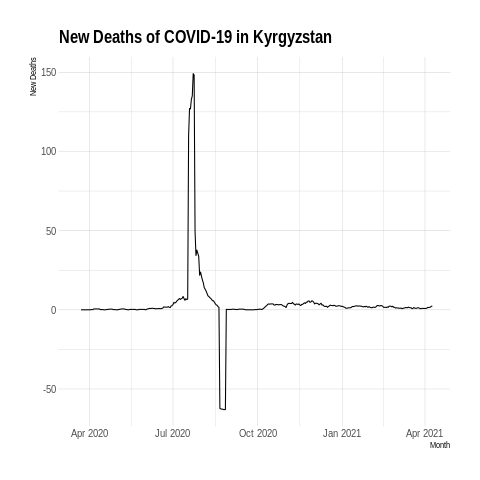 New Deaths of COVID-19 in Kyrgyzstan
New Deaths
150
100
50
0
-50
Apr 2020 Jul 2020 Oct 2020 Jan 2021 Apr 2021
Month